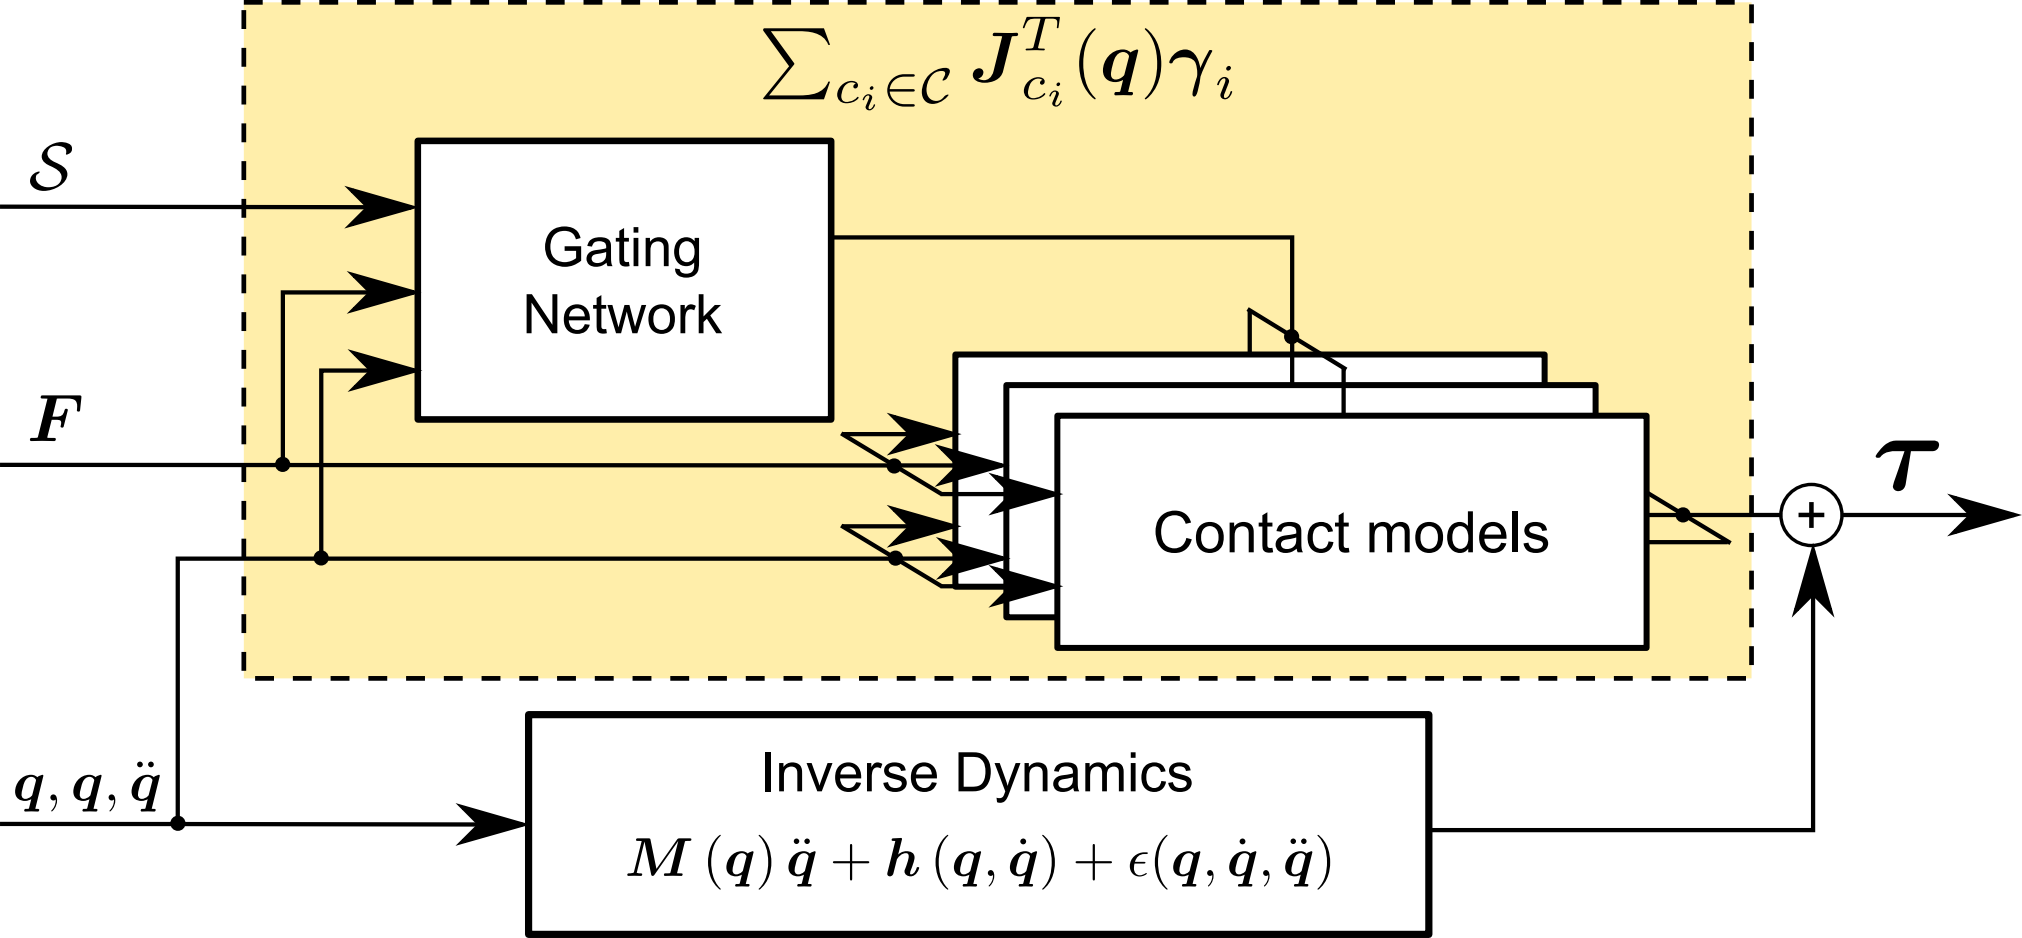 ∑_{c_i∈𝒞} J^T_{c_i}(q)γ_i
𝒮
Gating
Network
F
Contact models
τ
+
q, q, q̈
Inverse Dynamics
M (q) q̈ + h (q, q̇) + ϵ(q, q̇, q̈)